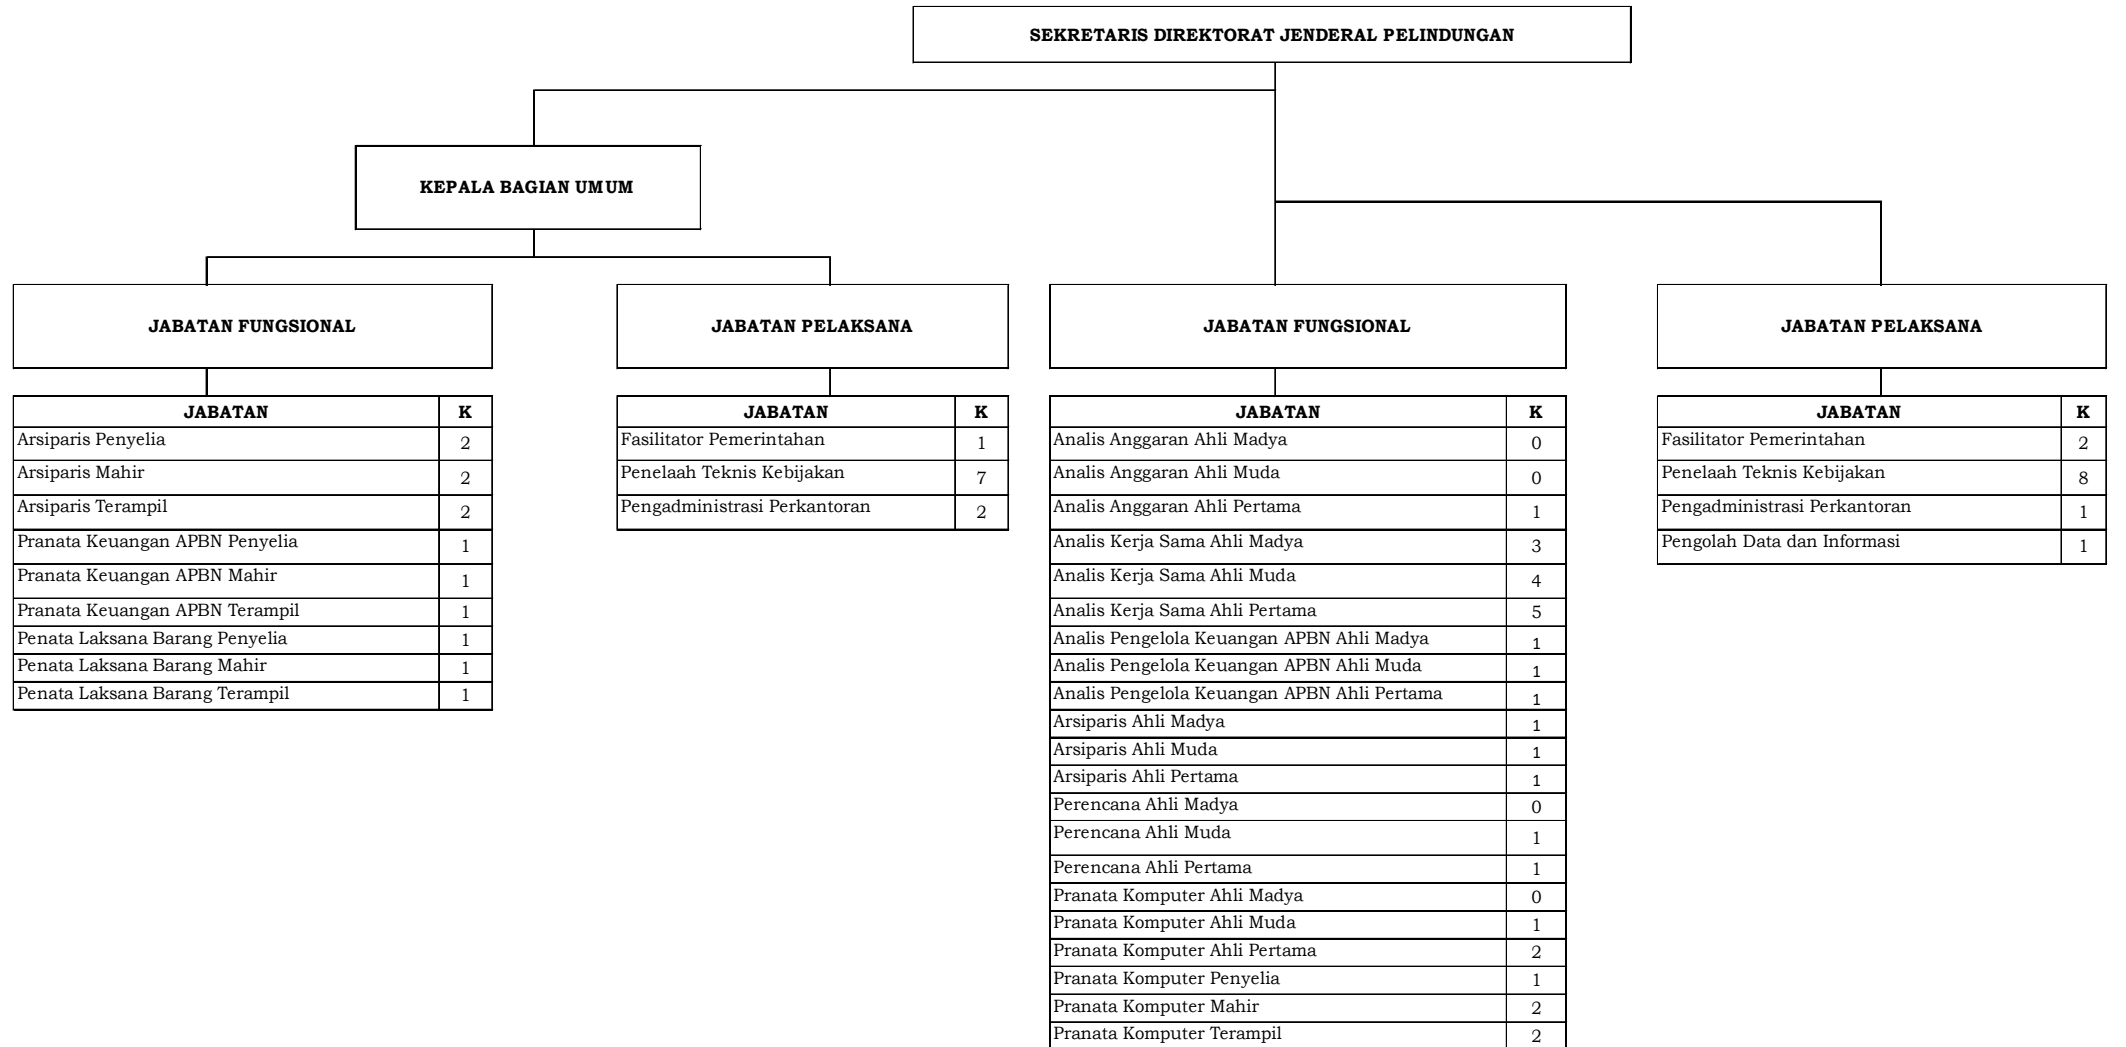 SEKRETARIS DIREKTORAT JENDERAL PELINDUNGAN
KEPALA BAGIAN UMUM
JABATAN FUNGSIONAL
JABATAN K
Arsiparis Penyelia 2
Arsiparis Mahir 2
Arsiparis Terampil 2
Pranata Keuangan APBN Penyelia 1
Pranata Keuangan APBN Mahir 1
Pranata Keuangan APBN Terampil 1
Penata Laksana Barang Penyelia 1
Penata Laksana Barang Mahir 1
Penata Laksana Barang Terampil 1
JABATAN PELAKSANA
JABATAN K
Fasilitator Pemerintahan 1
Penelaah Teknis Kebijakan 7
Pengadministrasi Perkantoran 2
JABATAN FUNGSIONAL
JABATAN K
Analis Anggaran Ahli Madya 0
Analis Anggaran Ahli Muda 0
Analis Anggaran Ahli Pertama 1
Analis Kerja Sama Ahli Madya 3
Analis Kerja Sama Ahli Muda 4
Analis Kerja Sama Ahli Pertama 5
Analis Pengelola Keuangan APBN Ahli Madya 1
Analis Pengelola Keuangan APBN Ahli Muda 1
Analis Pengelola Keuangan APBN Ahli Pertama 1
Arsiparis Ahli Madya 1
Arsiparis Ahli Muda 1
Arsiparis Ahli Pertama 1
Perencana Ahli Madya 0
Perencana Ahli Muda 1
Perencana Ahli Pertama 1
Pranata Komputer Ahli Madya 0
Pranata Komputer Ahli Muda 1
Pranata Komputer Ahli Pertama 2
Pranata Komputer Penyelia 1
Pranata Komputer Mahir 2
Pranata Komputer Terampil 2
JABATAN PELAKSANA
JABATAN K
Fasilitator Pemerintahan 2
Penelaah Teknis Kebijakan 8
Pengadministrasi Perkantoran 1
Pengolah Data dan Informasi 1